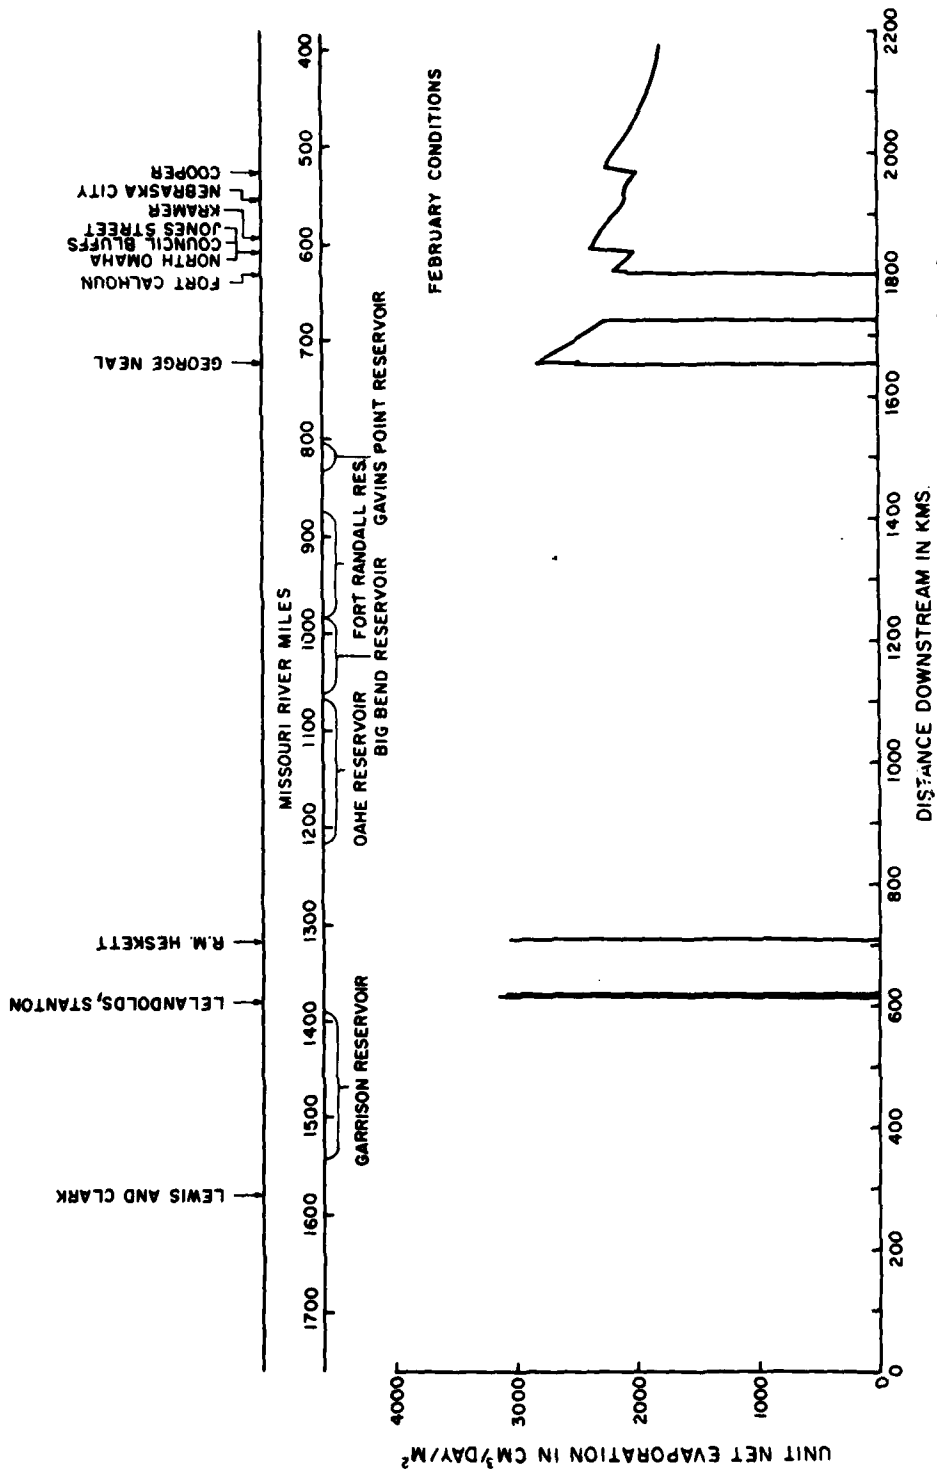 LEWIS AND CLARK
LELANDOLDS, STANTON
R.M. HESKETT
GEORGE NEAL
FORT CALHOUN
NORTH OMAHA
COUNCIL BLUFFS
JONES STREET
KRAMER
NEBRASKA CITY
COOPER
MISSOURI RIVER MILES
1700 1600 1500 1400 1300 1200 1100 1000 900 800 700 600 500 400
GARRISON RESERVOIR
OAHE RESERVOIR
BIG BEND RESERVOIR
FORT RANDALL RES.
GAVINS POINT RESERVOIR
FEBRUARY CONDITIONS
UNIT NET EVAPORATION IN CM³/DAY/M²
4000
3000
2000
1000
0
0 200 400 600 800 1000 1200 1400 1600 1800 2000 2200
DISTANCE DOWNSTREAM IN KMS.